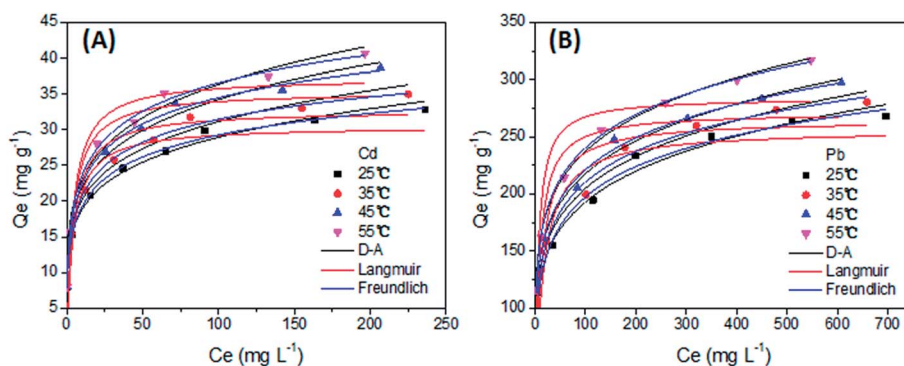 (A)
Qe (mg g⁻¹)
45
40
35
30
25
20
15
10
5
Cd
25℃
35℃
45℃
55℃
D-A
Langmuir
Freundlich
0 50 100 150 200 250
Ce (mg L⁻¹)
(B)
Qe (mg g⁻¹)
350
300
250
200
150
100
Pb
25℃
35℃
45℃
55℃
D-A
Langmuir
Freundlich
0 100 200 300 400 500 600 700
Ce (mg L⁻¹)